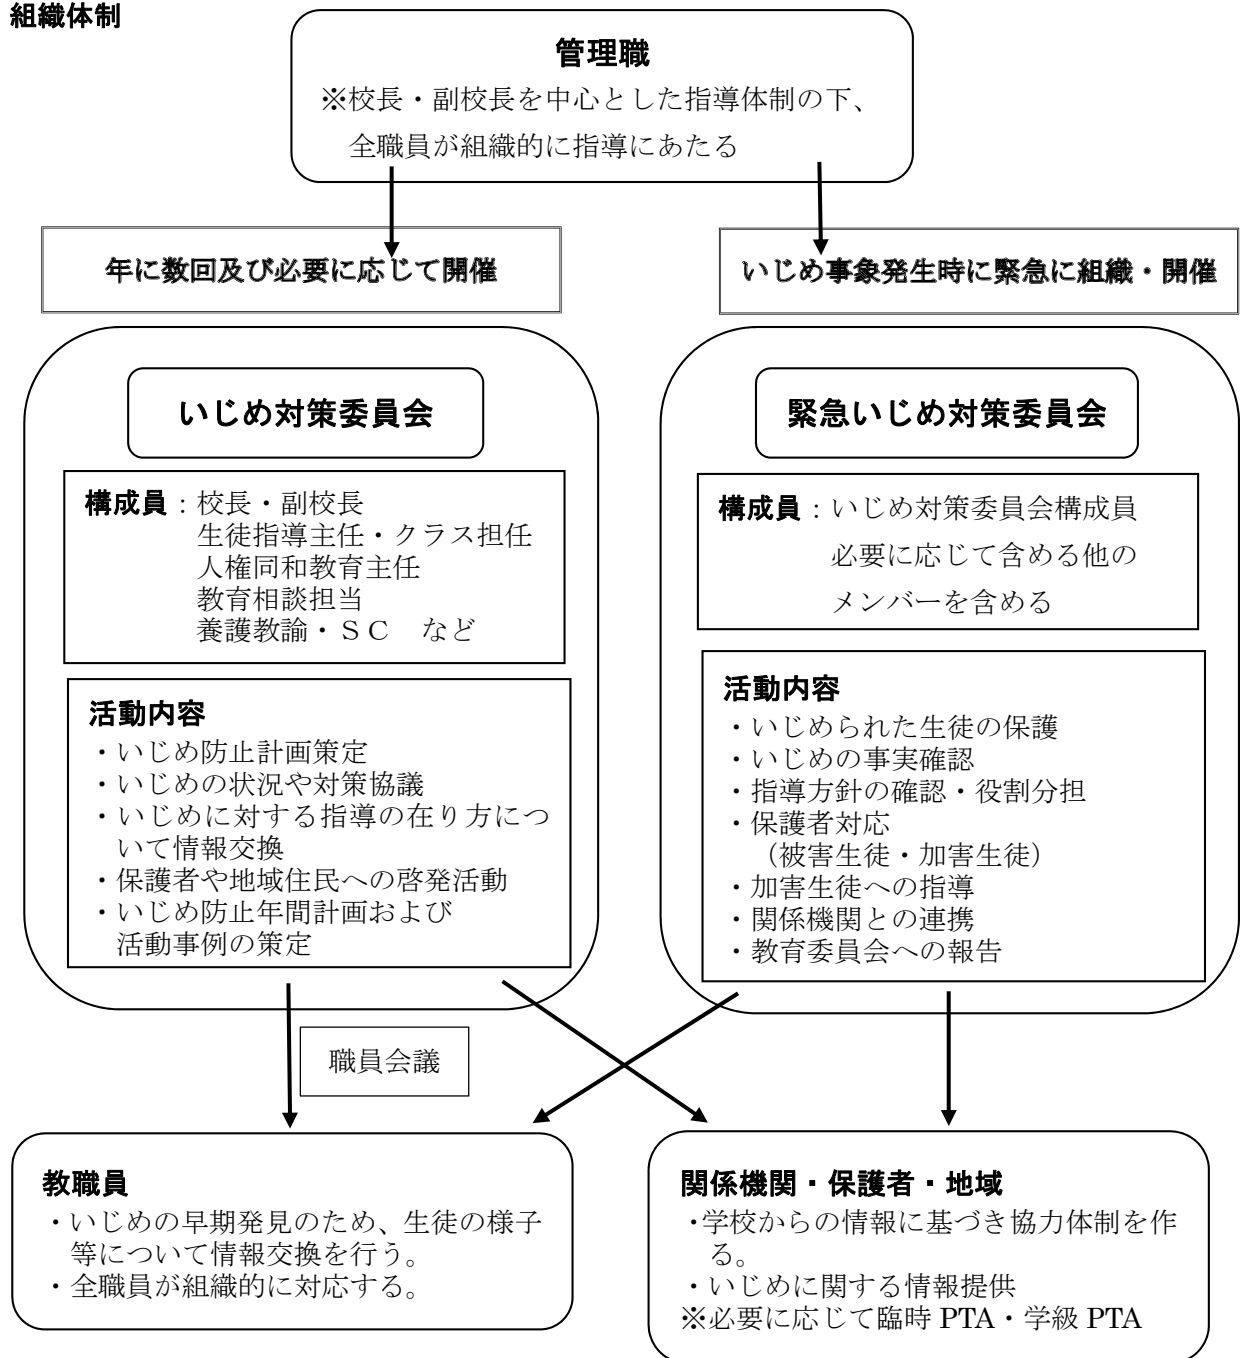 組織体制
管理職
※校長・副校長を中心とした指導体制の下、
全職員が組織的に指導にあたる
年に数回及び必要に応じて開催
いじめ事象発生時に緊急に組織・開催
いじめ対策委員会
構成員：校長・副校長
生徒指導主任・クラス担任
人権同和教育主任
教育相談担当
養護教諭・ＳＣ　など
活動内容
・いじめ防止計画策定
・いじめの状況や対策協議
・いじめに対する指導の在り方につ
いて情報交換
・保護者や地域住民への啓発活動
・いじめ防止年間計画および
活動事例の策定
緊急いじめ対策委員会
構成員：いじめ対策委員会構成員
必要に応じて含める他の
メンバーを含める
活動内容
・いじめられた生徒の保護
・いじめの事実確認
・指導方針の確認・役割分担
・保護者対応
（被害生徒・加害生徒）
・加害生徒への指導
・関係機関との連携
・教育委員会への報告
職員会議
教職員
・いじめの早期発見のため、生徒の様子
等について情報交換を行う。
・全職員が組織的に対応する。
関係機関・保護者・地域
・学校からの情報に基づき協力体制を作
る。
・いじめに関する情報提供
※必要に応じて臨時 PTA・学級 PTA